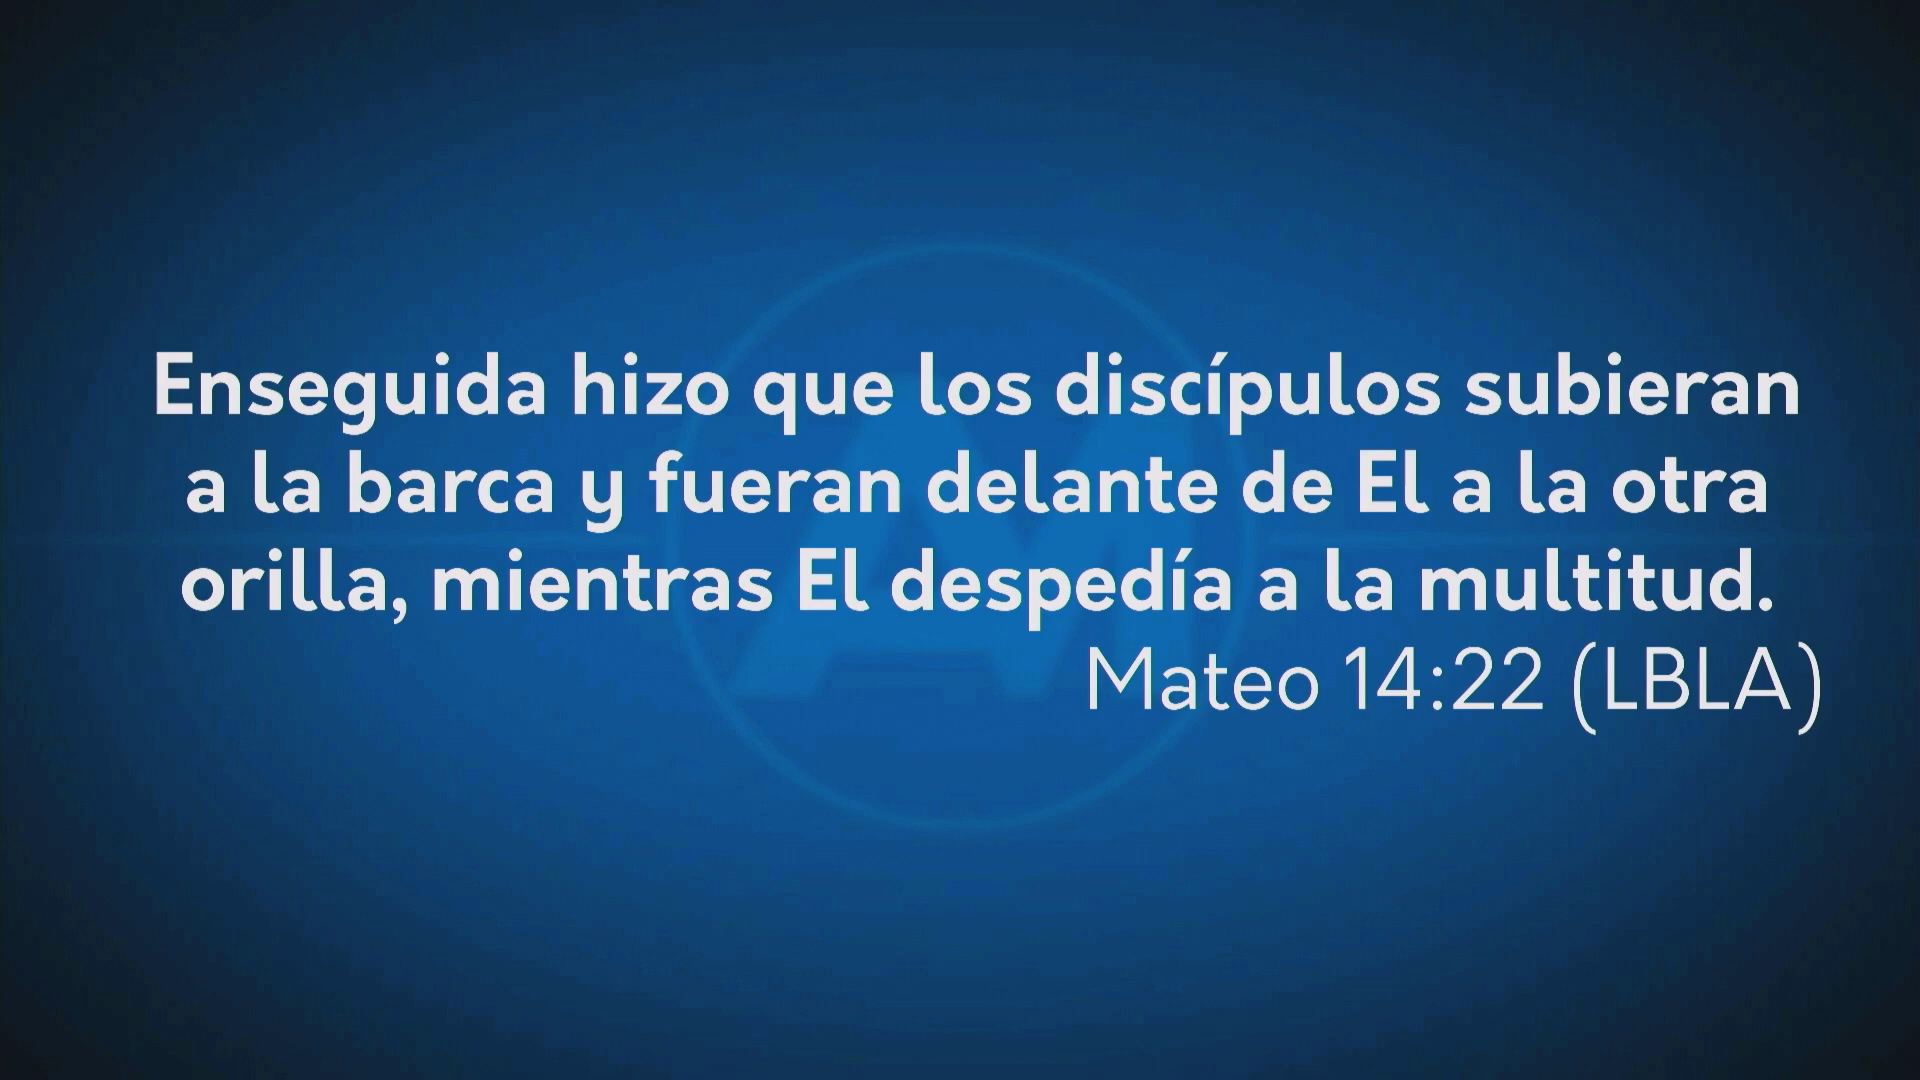 Enseguida hizo que los discípulos subieran
a la barca y fueran delante de El a la otra
orilla, mientras El despedía a la multitud.
Mateo 14:22 (LBLA)
AM